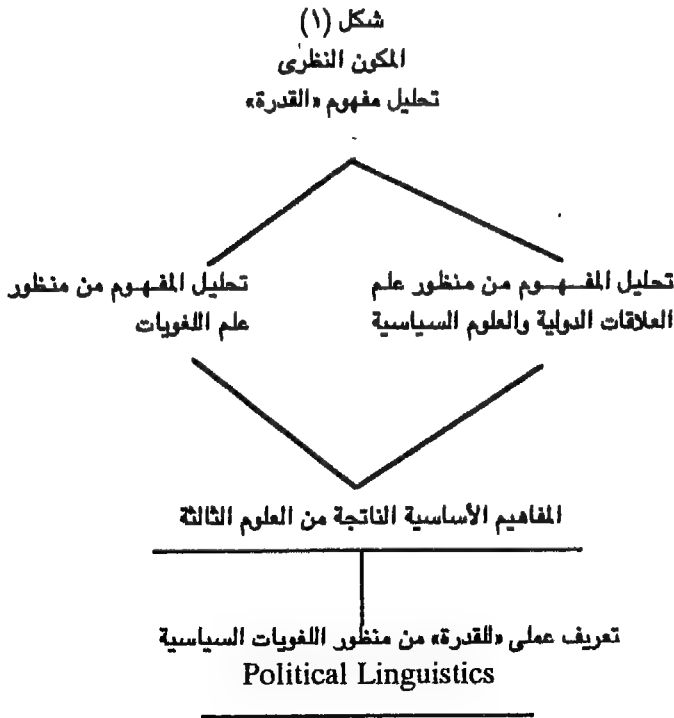 شكل (١)
المكون النظرى
تحليل مفهوم «القدرة»
تحليل المفهوم من منظور علم
العلاقات الدولية والعلوم السياسية
تحليل المفهوم من منظور
علم اللغويات
المفاهيم الأساسية الناتجة من العلوم الثالثة
تعريف عملى «للقدرة» من منظور اللغويات السياسية
Political Linguistics